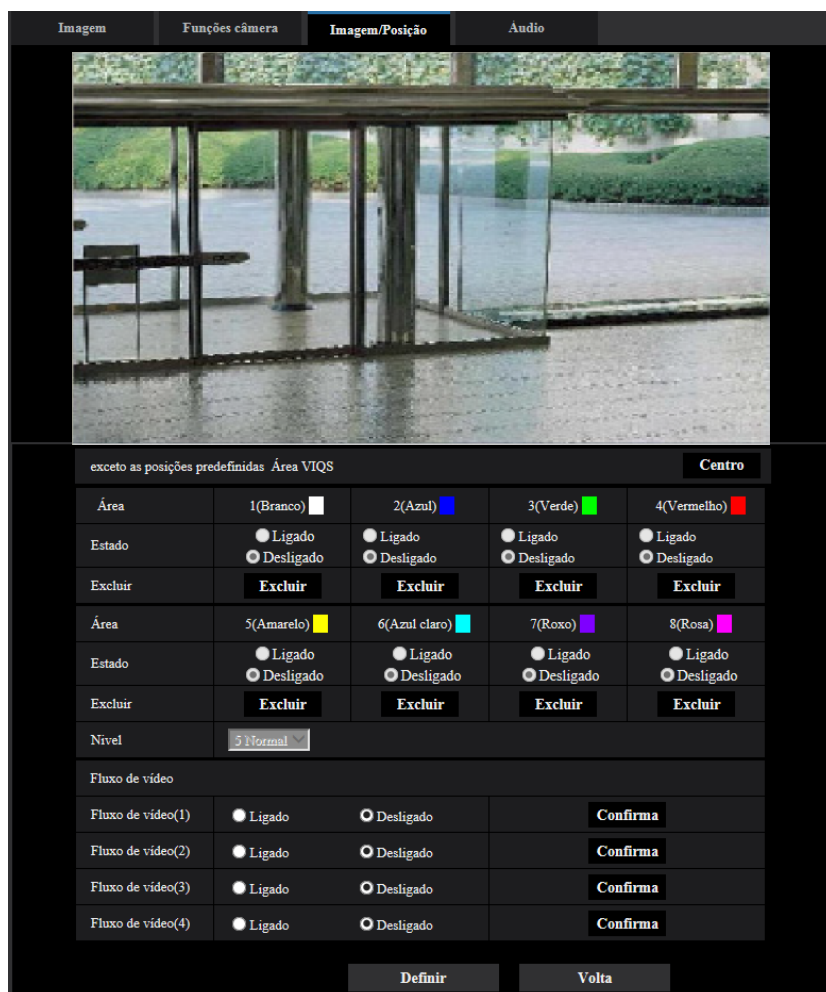 Imagem Funções câmera Imagem/Posição Áudio
exceto as posições predefinidas Área VIQS Centro
Área 1(Branco) 2(Azul) 3(Verde) 4(Vermelho)
Estado Ligado Ligado Ligado Ligado
Desligado Desligado Desligado Desligado
Excluir Excluir Excluir Excluir Excluir
Área 5(Amarelo) 6(Azul claro) 7(Roxo) 8(Rosa)
Estado Ligado Ligado Ligado Ligado
Desligado Desligado Desligado Desligado
Excluir Excluir Excluir Excluir Excluir
Nível 5 Normal
Fluxo de vídeo
Fluxo de vídeo(1) Ligado Desligado Confirma
Fluxo de vídeo(2) Ligado Desligado Confirma
Fluxo de vídeo(3) Ligado Desligado Confirma
Fluxo de vídeo(4) Ligado Desligado Confirma
Definir Volta